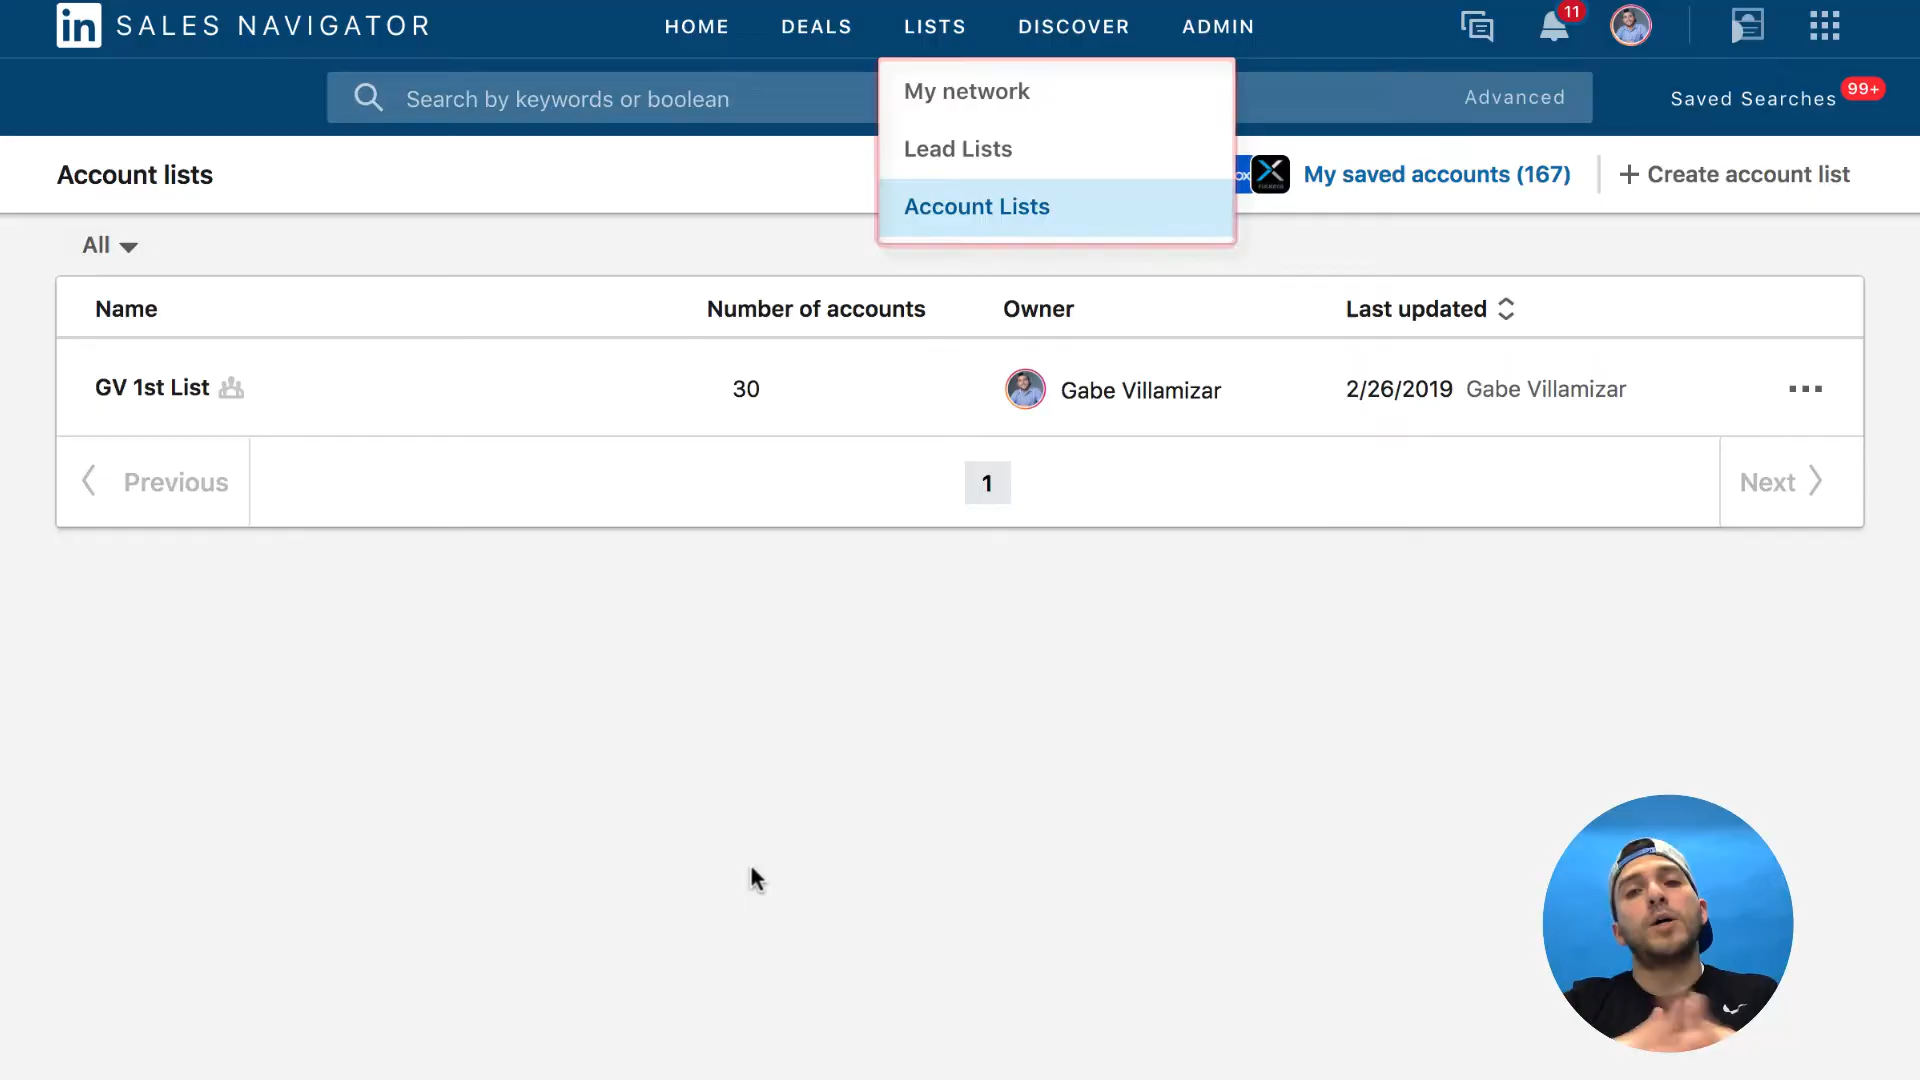 in SALES NAVIGATOR HOME DEALS LISTS DISCOVER ADMIN 11
Search by keywords or boolean Advanced Saved Searches 99+
My network
Lead Lists
Account Lists
Account lists My saved accounts (167) + Create account list
All
Name Number of accounts Owner Last updated
GV 1st List 30 Gabe Villamizar 2/26/2019 Gabe Villamizar
Previous 1 Next